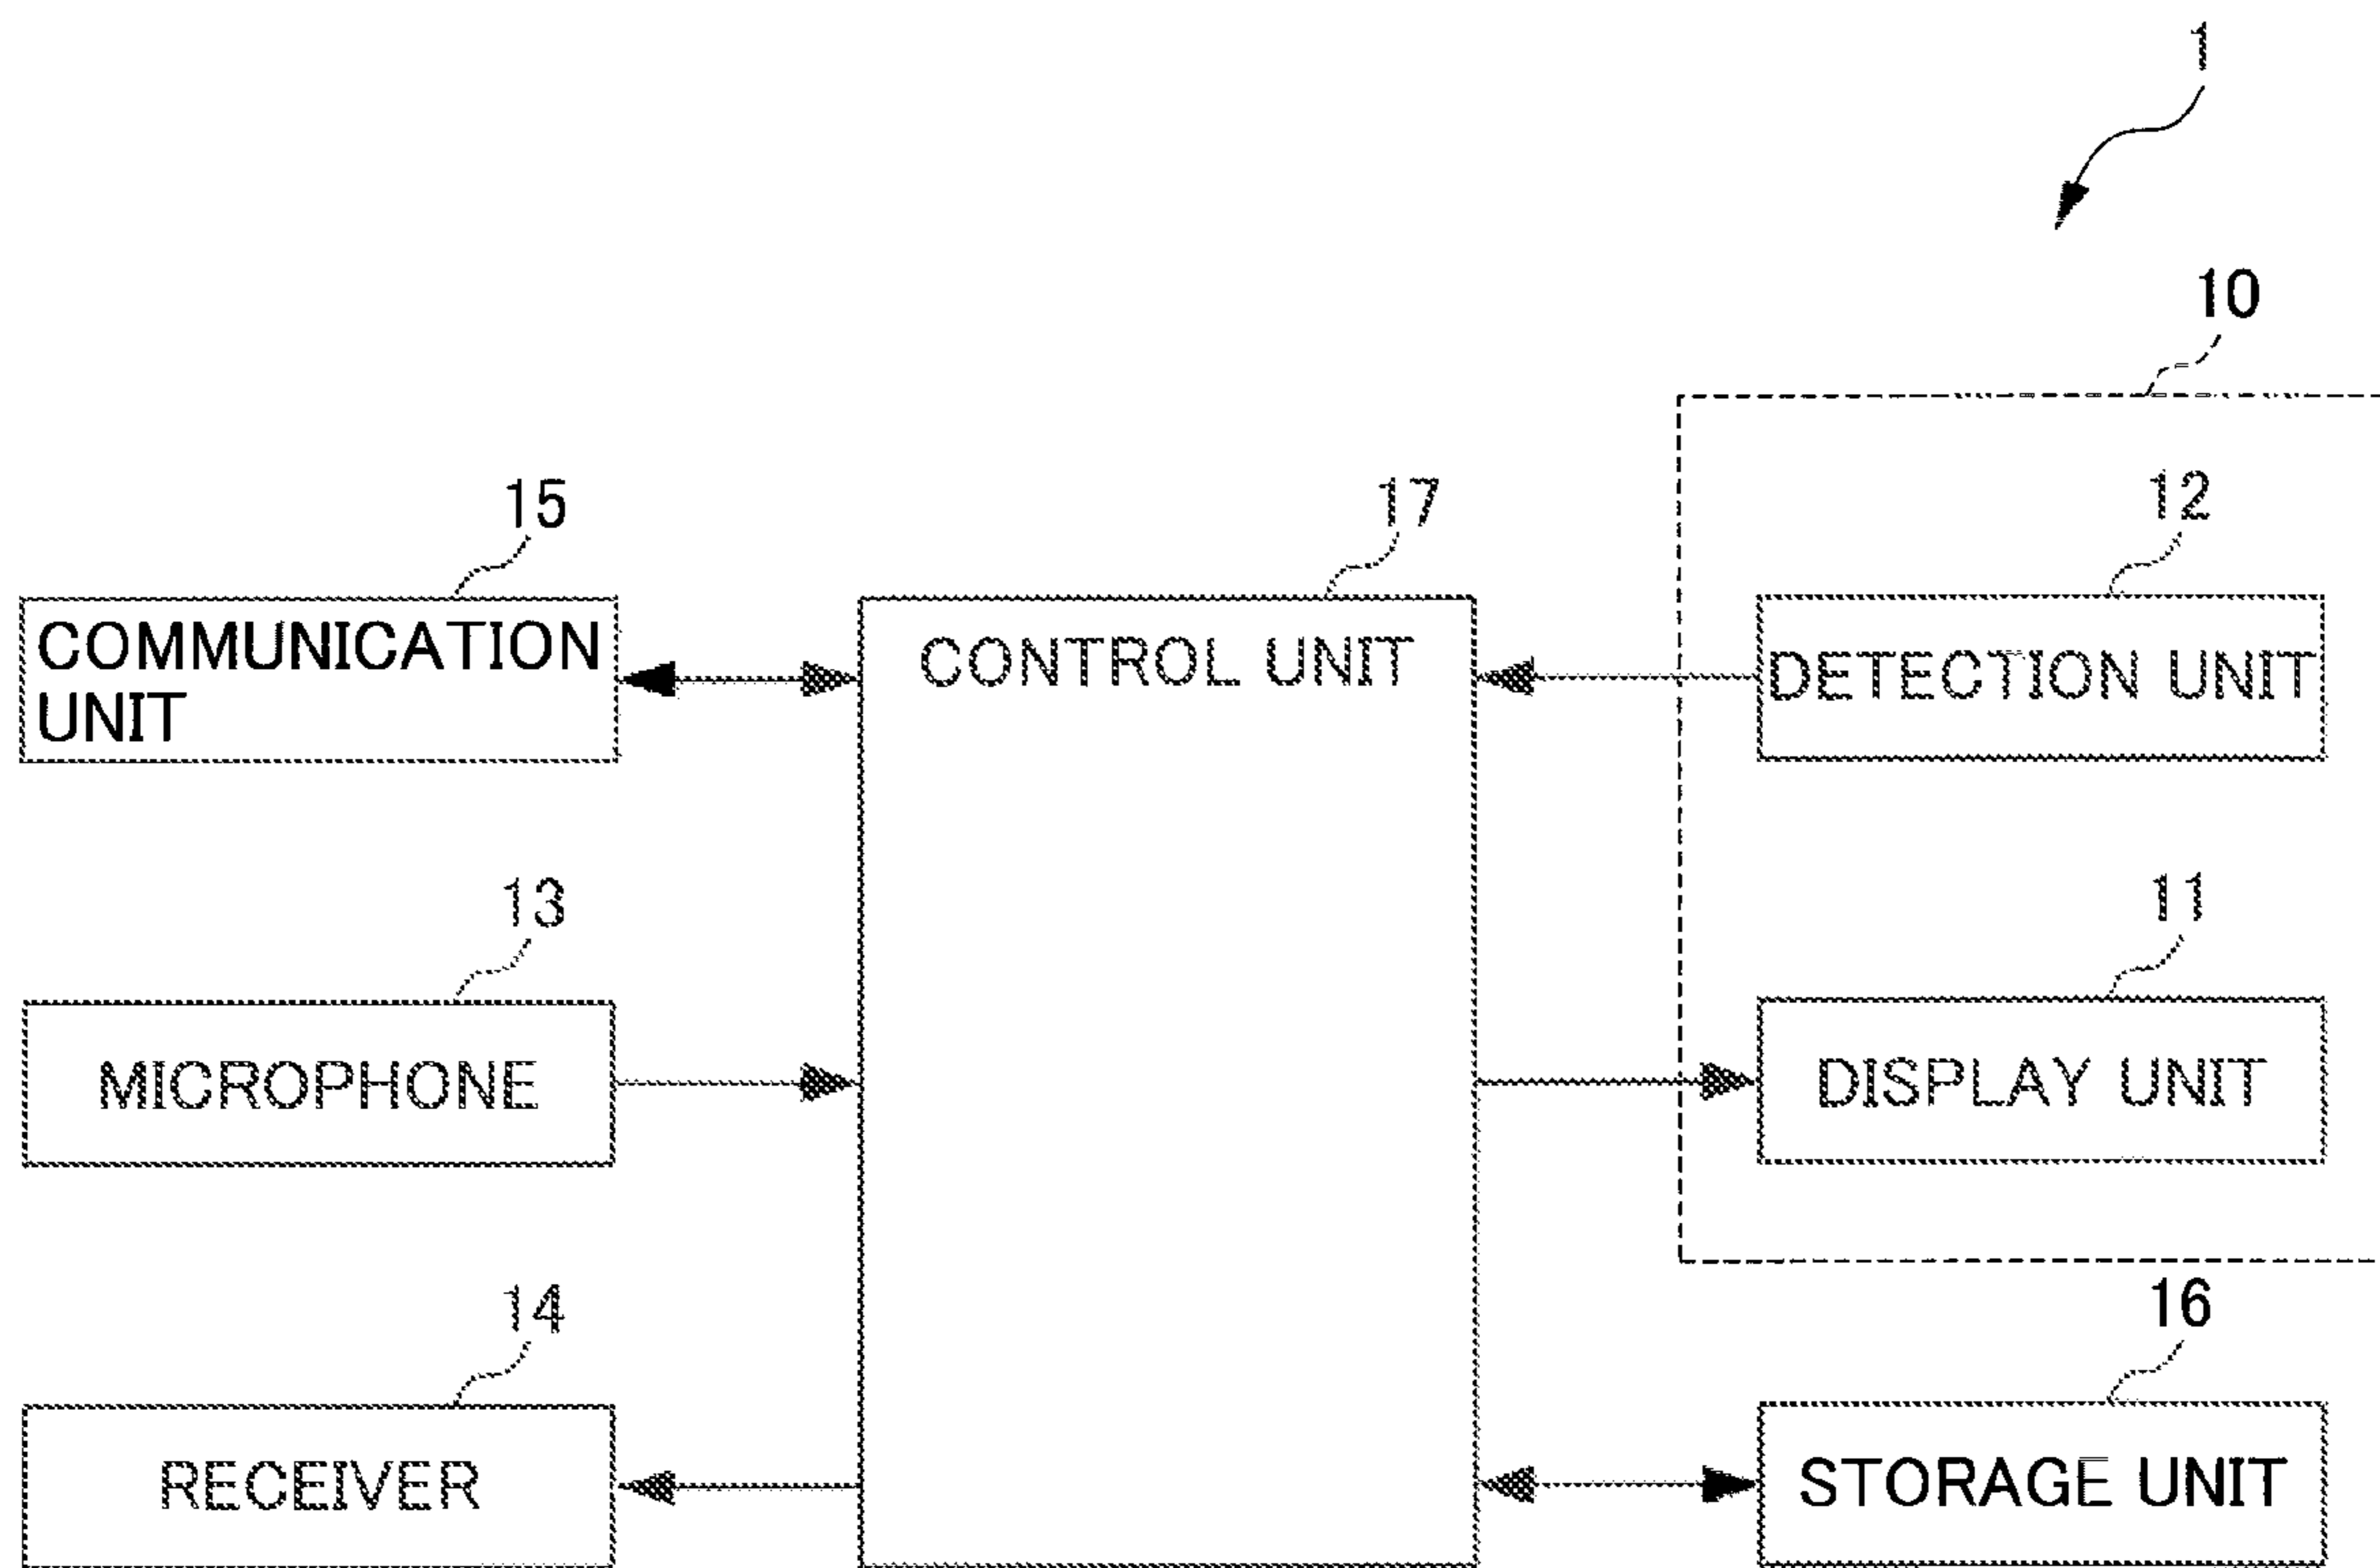 1
10
15
17
12
COMMUNICATION
UNIT
CONTROL UNIT
DETECTION UNIT
13
11
MICROPHONE
DISPLAY UNIT
14
16
RECEIVER
STORAGE UNIT